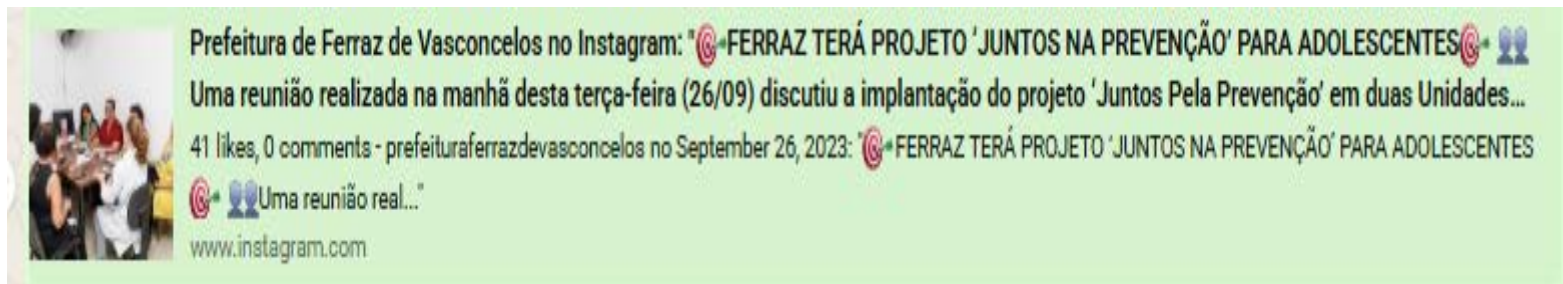 Prefeitura de Ferraz de Vasconcelos no Instagram: "🎯FERRAZ TERÁ PROJETO ‘JUNTOS NA PREVENÇÃO’ PARA ADOLESCENTES🎯 👥
Uma reunião realizada na manhã desta terça-feira (26/09) discutiu a implantação do projeto ‘Juntos Pela Prevenção’ em duas Unidades...
41 likes, 0 comments - prefeituraferrazdevasconcelos no September 26, 2023: "🎯FERRAZ TERÁ PROJETO ‘JUNTOS NA PREVENÇÃO’ PARA ADOLESCENTES
🎯 👥Uma reunião real..."
www.instagram.com